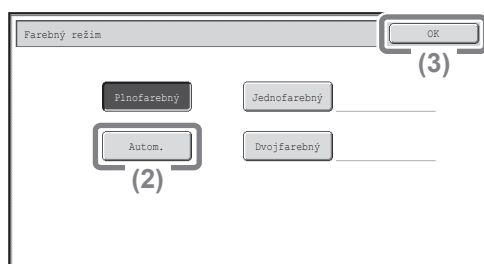 Farebný režim
OK
(3)
Plnofarebný
Jednofarebný
Autom.
Dvojfarebný
(2)